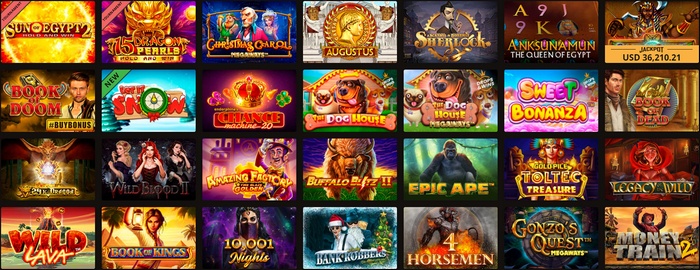 SUN OF EGYPT 2
HOLD AND WIN
15 DRAGON
PEARLS
HOLD AND WIN
CHRISTMAS CAROL
MEGAWAYS
AUGUSTUS
SHERLOCK
A K
9 J
ANKSUNAMUN
THE QUEEN OF EGYPT
JACKPOT
USD 36,210.21
BOOK
OF
DOOM
#BUYBONUS
NEW
SNOW
CHANCE
MACHINE 20
THE DOG HOUSE
THE DOG
HOUSE
MEGAWAYS
SWEET
BONANZA
BOOK
OF
DEAD
24K DRAGON
WILD BLOOD II
AMAZING FACTORY
GOLDEN
BUFFALO BLITZ II
EPIC APE
GOLD PILE
TOLTEC
TREASURE
LEGACY OF WILD
WILD
LAVA
BOOK OF KINGS
10,001
NIGHTS
BANK ROBBERS
4
HORSEMEN
GONZO'S
QUEST
MEGAWAYS
MONEY
TRAIN 2